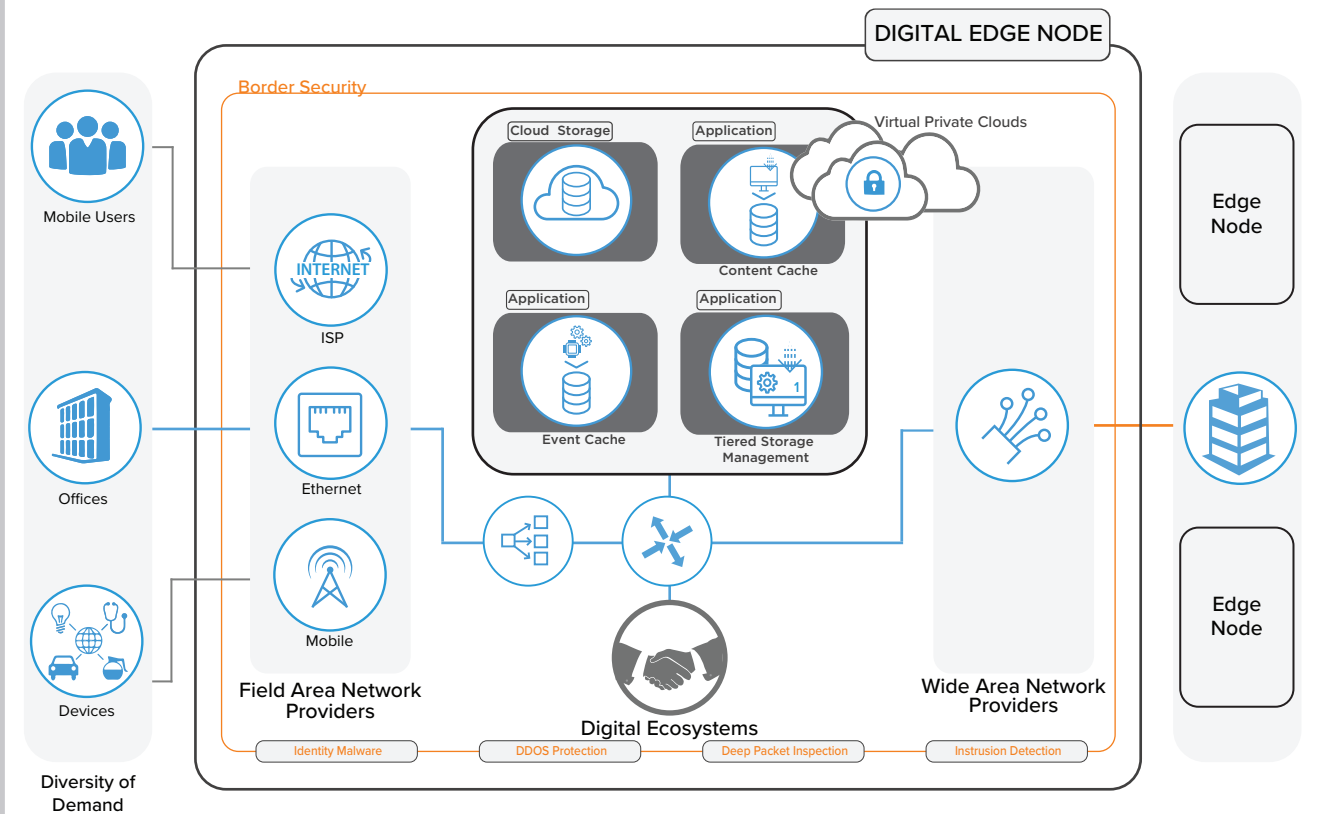 DIGITAL EDGE NODE
Border Security
Mobile Users
Offices
Devices
Diversity of
Demand
INTERNET
ISP
Ethernet
Mobile
Field Area Network
Providers
Cloud Storage
Application
Content Cache
Virtual Private Clouds
Application
Event Cache
Application
1
Tiered Storage
Management
Digital Ecosystems
Wide Area Network
Providers
Edge
Node
Edge
Node
Identity Malware
DDOS Protection
Deep Packet Inspection
Instrusion Detection